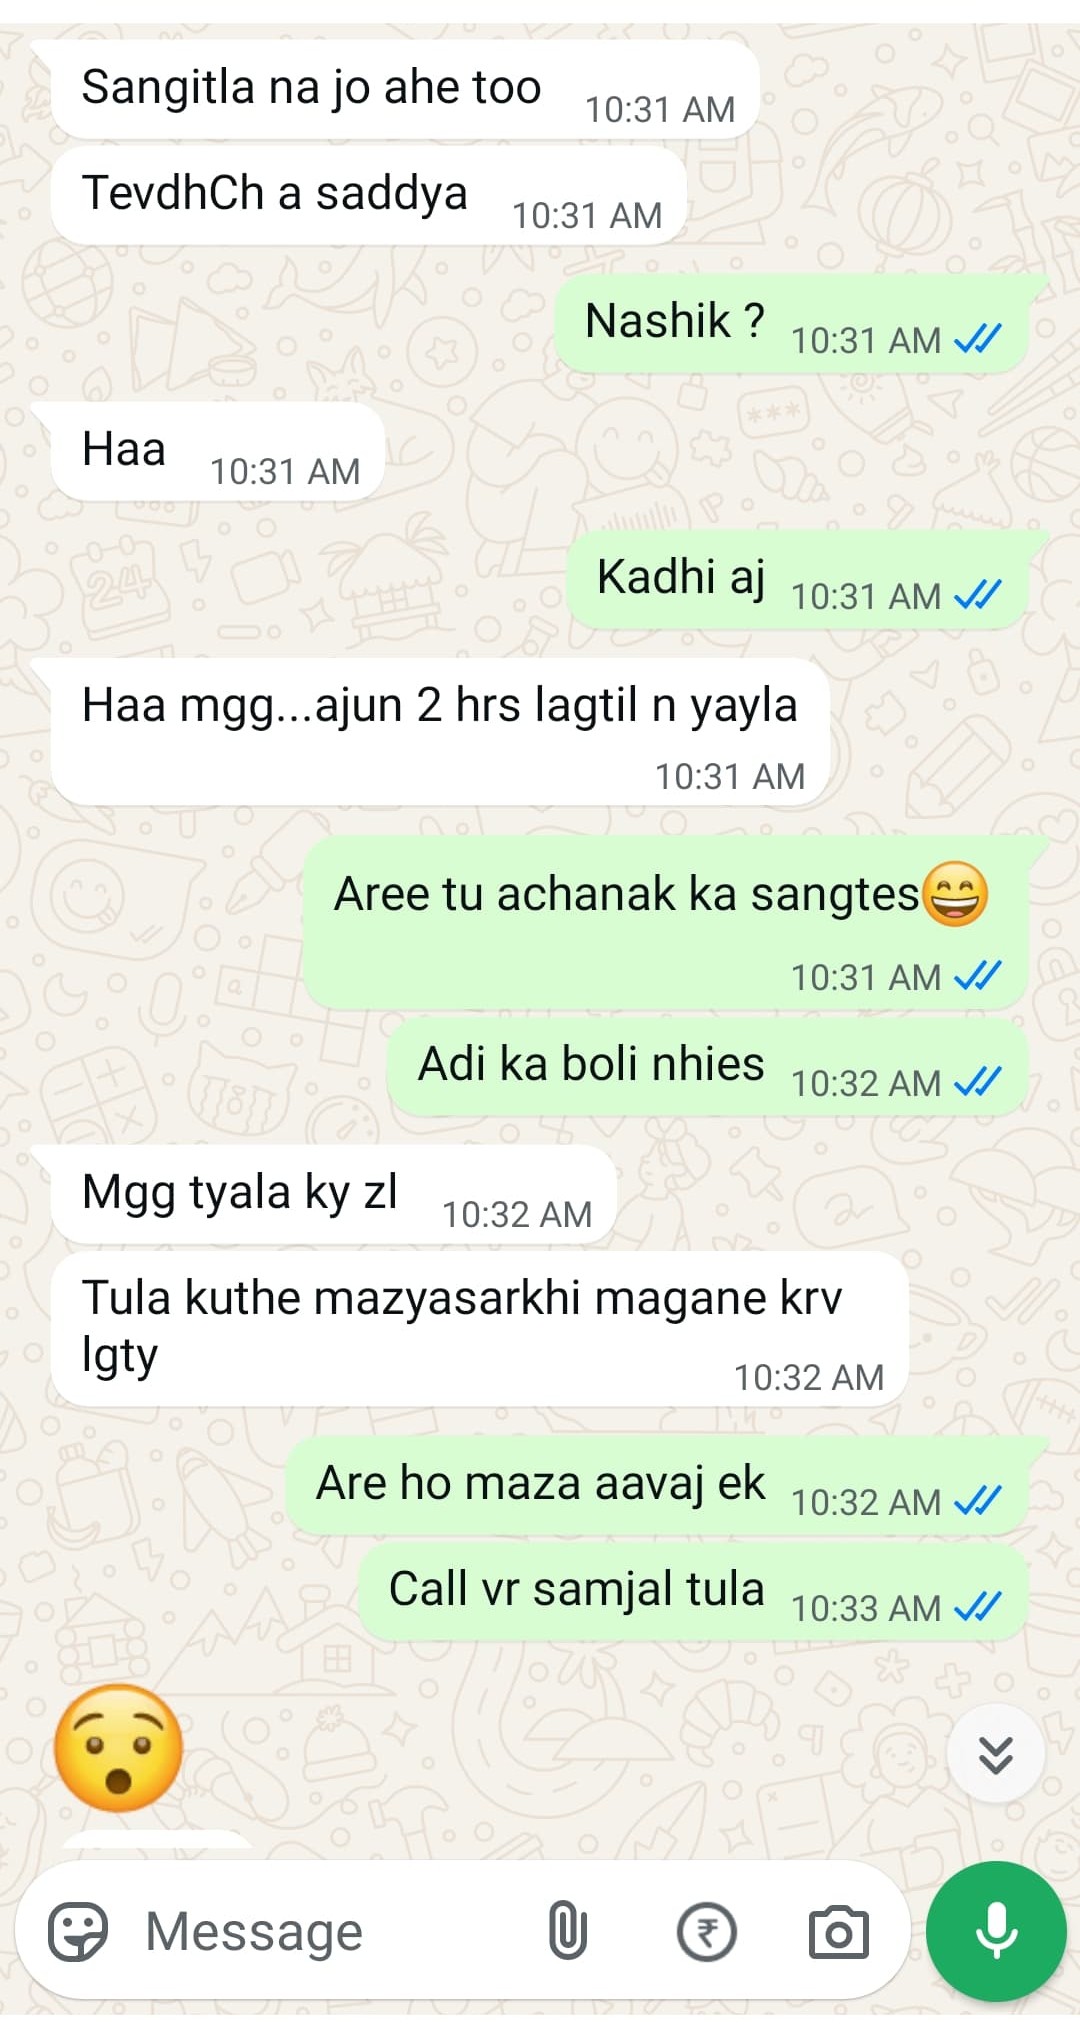 Sangitla na jo ahe too
10:31 AM
TevdhCh a saddya
10:31 AM
Nashik ?
10:31 AM
Haa
10:31 AM
Kadhi aj
10:31 AM
Haa mgg...ajun 2 hrs lagtil n yayla
10:31 AM
Aree tu achanak ka sangtes😄
10:31 AM
Adi ka boli nhies
10:32 AM
Mgg tyala ky zl
10:32 AM
Tula kuthe mazyasarkhi magane krv
lgty
10:32 AM
Are ho maza aavaj ek
10:32 AM
Call vr samjal tula
10:33 AM
😯
Message